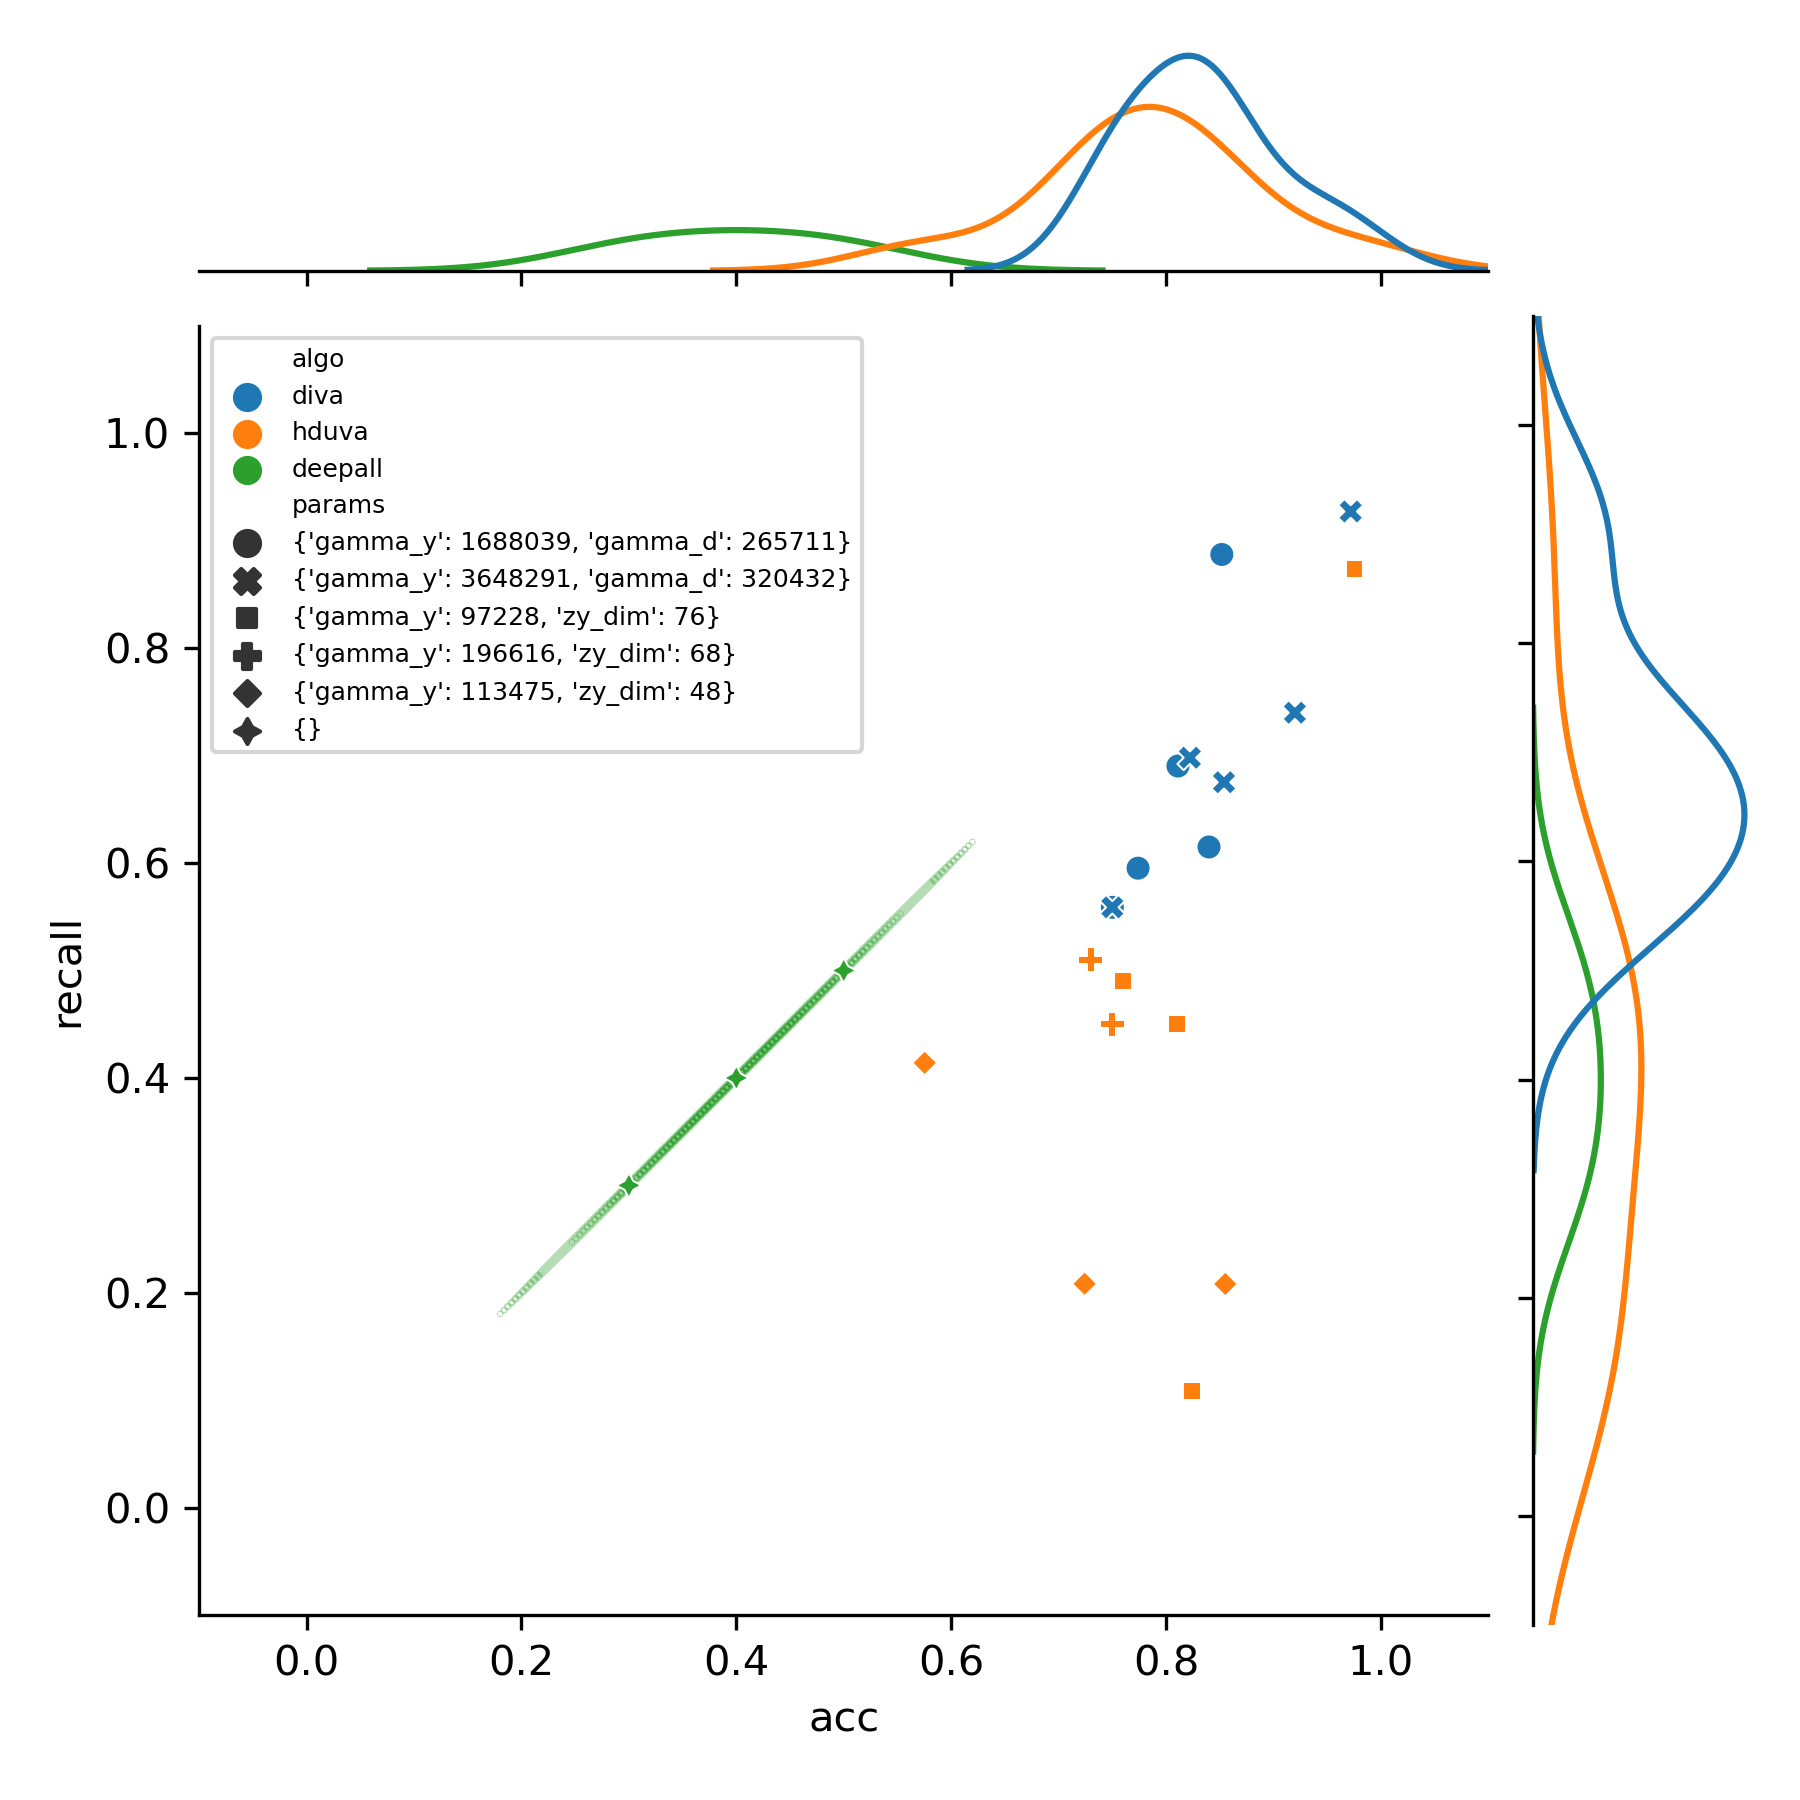 algo
diva
hduva
deepall
params
{'gamma_y': 1688039, 'gamma_d': 265711}
{'gamma_y': 3648291, 'gamma_d': 320432}
{'gamma_y': 97228, 'zy_dim': 76}
{'gamma_y': 196616, 'zy_dim': 68}
{'gamma_y': 113475, 'zy_dim': 48}
{}
1.0
0.8
0.6
0.4
0.2
0.0
recall
0.0 0.2 0.4 0.6 0.8 1.0
acc